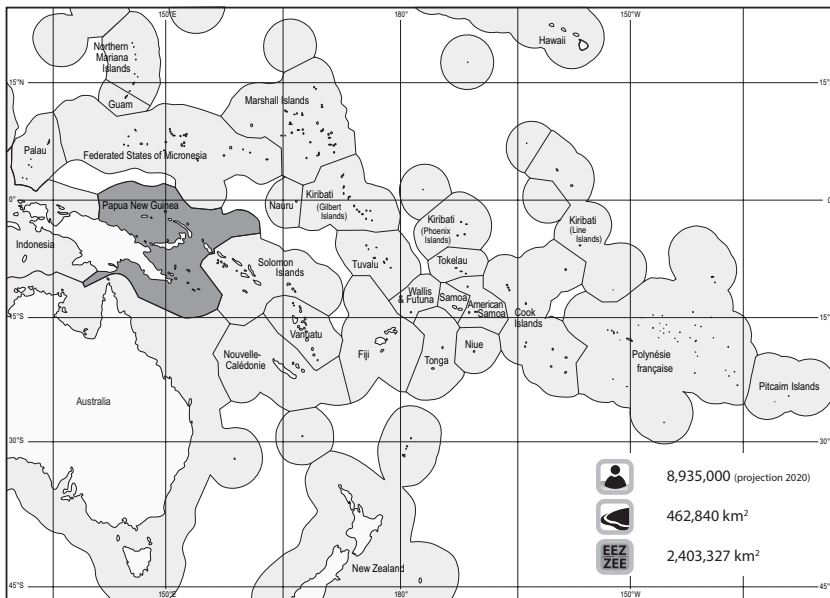 150°E
180°
150°W
Hawaii
Northern
Mariana
Islands
15°N
15°N
Guam
Marshall Islands
Palau
Federated States of Micronesia
0°
0°
Papua New Guinea
Nauru
Kiribati
(Gilbert
Islands)
Kiribati
(Phoenix
Islands)
Kiribati
(Line
Islands)
Indonesia
Solomon
Islands
Tuvalu
Tokelau
Wallis
& Futuna
Samoa
American
Samoa
Cook
Islands
15°S
15°S
Vanuatu
Nouvelle-
Calédonie
Fiji
Tonga
Niue
Polynésie
française
Pitcairn Islands
Australia
30°S
30°S
8,935,000 (projection 2020)
462,840 km²
EEZ
ZEE
2,403,327 km²
New Zealand
45°S
45°S
150°E
180°
150°W